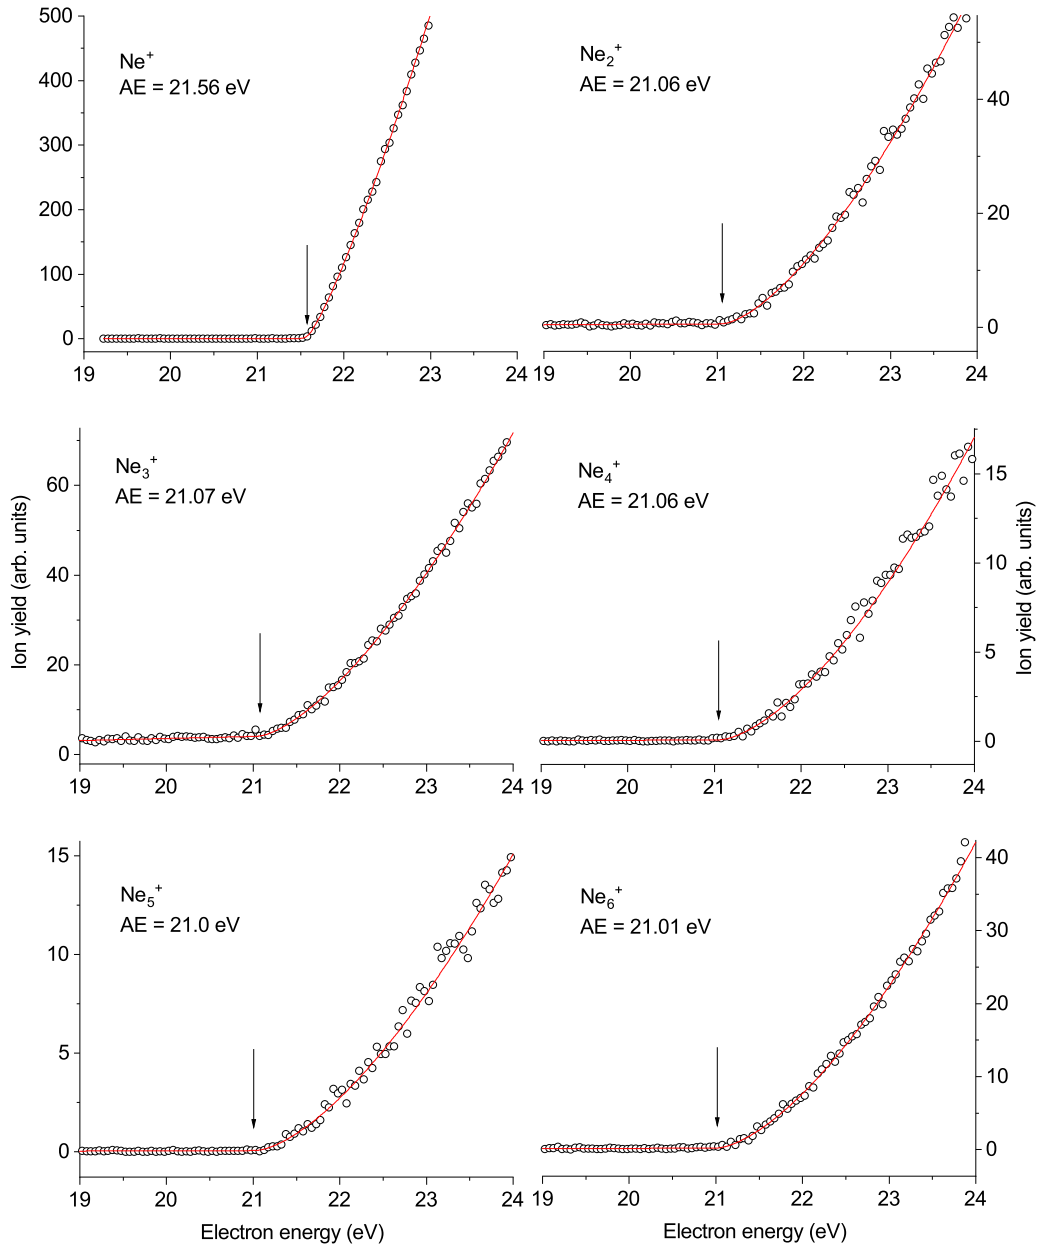 500
400
300
200
100
0
Ne+
AE = 21.56 eV
19 20 21 22 23 24
Ne2+
AE = 21.06 eV
40
20
0
19 20 21 22 23 24
Ne3+
AE = 21.07 eV
60
40
20
0
Ion yield (arb. units)
19 20 21 22 23 24
Ne4+
AE = 21.06 eV
15
10
5
0
Ion yield (arb. units)
19 20 21 22 23 24
Ne5+
AE = 21.0 eV
15
10
5
0
19 20 21 22 23 24
Electron energy (eV)
Ne6+
AE = 21.01 eV
40
30
20
10
0
19 20 21 22 23 24
Electron energy (eV)